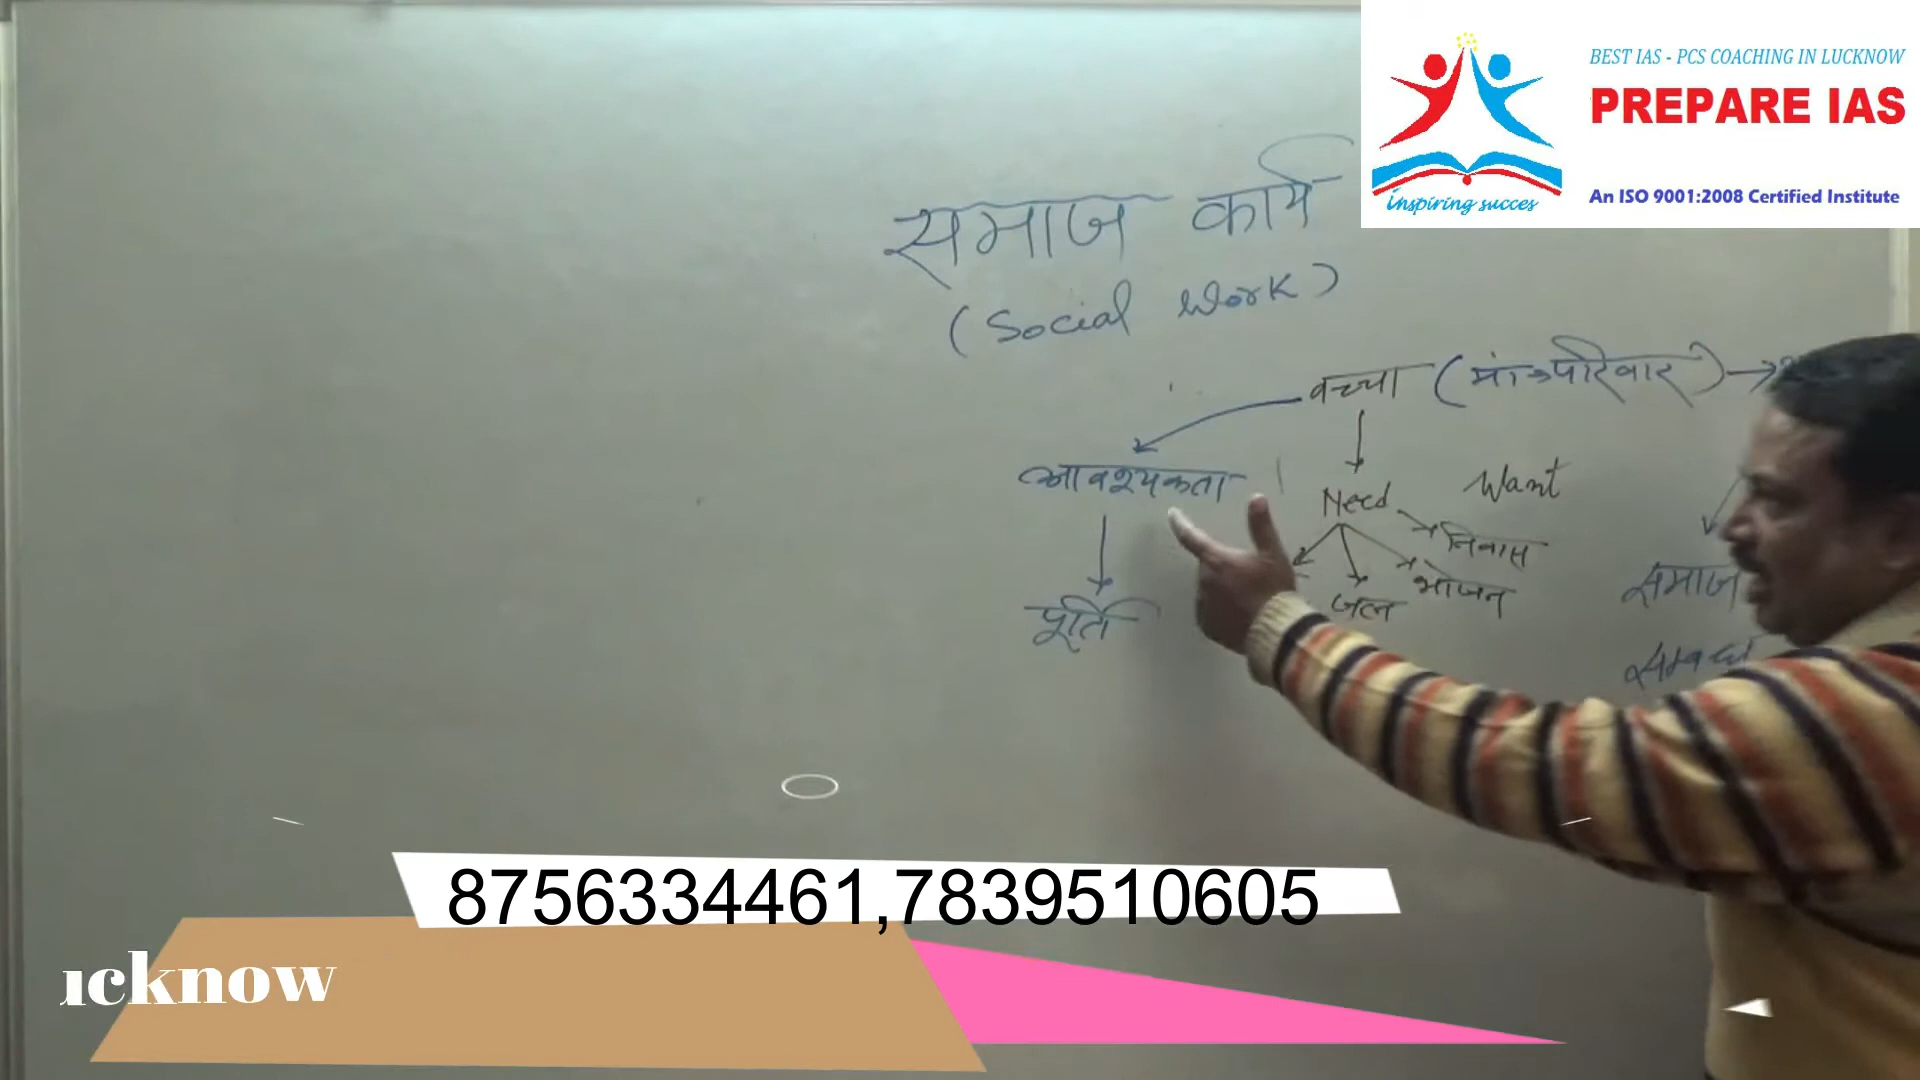 BEST IAS - PCS COACHING IN LUCKNOW
PREPARE IAS
inspiring succes
An ISO 9001:2008 Certified Institute
समाज कार्य
(Social Work)
बच्चा (मां→परिवार)→
आवश्यकता
Need Want
निवास
भोजन
जल
पूर्ति
समाज
8756334461,7839510605
ucknow